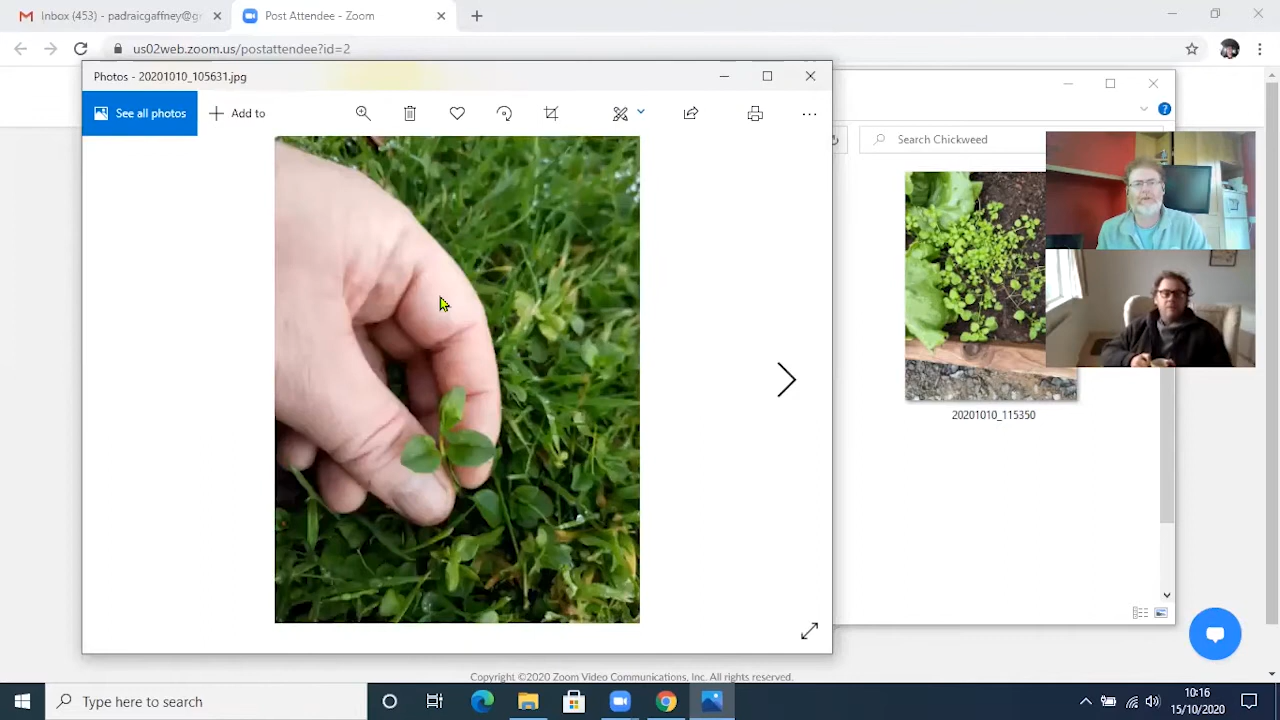 Inbox (453) - padraicgaffney@gr
Post Attendee - Zoom
us02web.zoom.us/postattendee?id=2
Photos - 20201010_105631.jpg
See all photos
Add to
Search Chickweed
20201010_115350
Copyright ©2020 Zoom Video Communications, Inc. All rights reserved.
Type here to search
10:16
15/10/2020